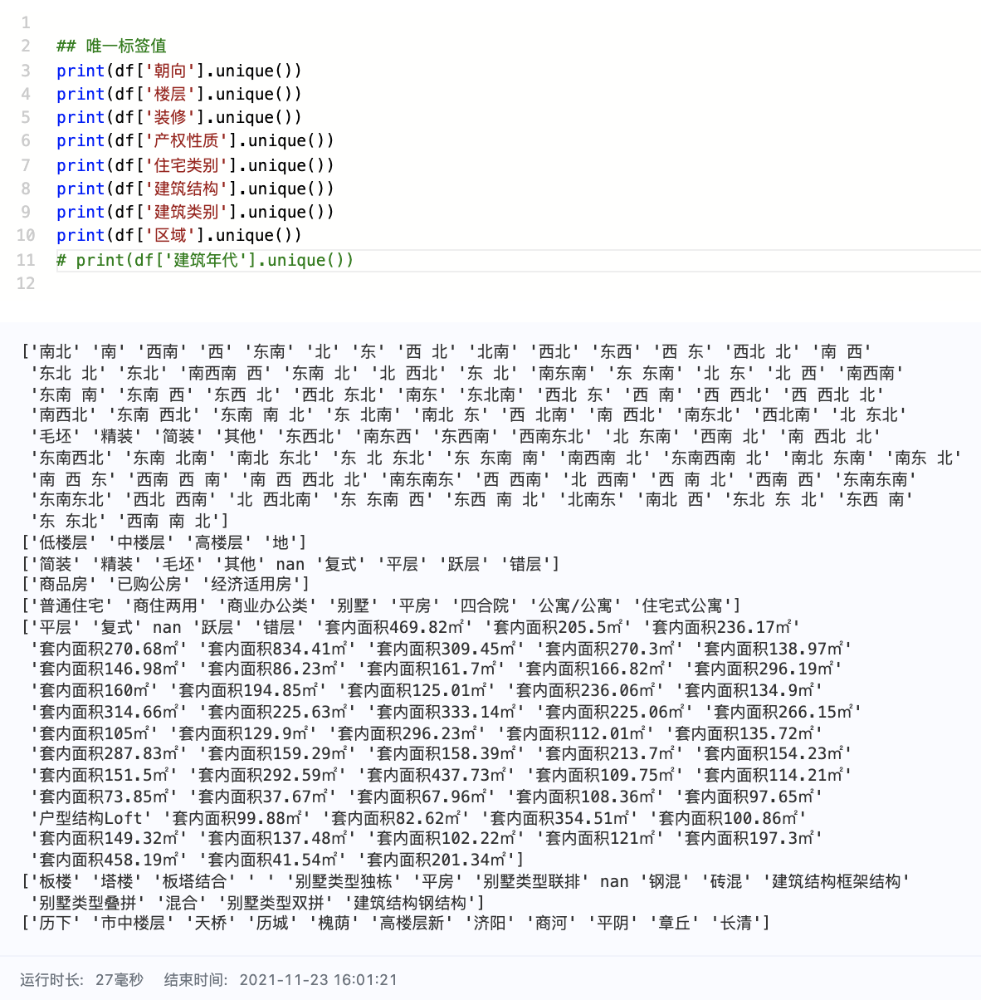 1
2 ## 唯一标签值
3 print(df['朝向'].unique())
4 print(df['楼层'].unique())
5 print(df['装修'].unique())
6 print(df['产权性质'].unique())
7 print(df['住宅类别'].unique())
8 print(df['建筑结构'].unique())
9 print(df['建筑类别'].unique())
10 print(df['区域'].unique())
11 # print(df['建筑年代'].unique())
12
['南北' '南' '西南' '西' '东南' '北' '东' '西 北' '北南' '西北' '东西' '西 东' '西北 北' '南 西'
'东北 北' '东北' '南西南 西' '东南 北' '北 西北' '东 北' '南东南' '东 东南' '北 东' '北 西' '南西南'
'东南 南' '东南 西' '东西 北' '西北 东北' '南东' '东北南' '西北 东' '西 南' '西 西北' '西 西北 北'
'南西北' '东南 西北' '东南 南 北' '东 北南' '南北 东' '西 北南' '南 西北' '南东北' '西北南' '北 东北'
'毛坯' '精装' '简装' '其他' '东西北' '南东西' '东西南' '西南东北' '北 东南' '西南 北' '南 西北 北'
'东南西北' '东南 北南' '南北 东北' '东 北 东北' '东 东南 南' '南西南 北' '东南西南 北' '南北 东南' '南东 北'
'南 西 东' '西南 西 南' '南 西 西北 北' '南东南东' '西 西南' '北 西南' '西 南 北' '西南 西' '东南东南'
'东南东北' '西北 西南' '北 西北南' '东 东南 西' '东西 南 北' '北南东' '南北 西' '东北 东 北' '东西 南'
'东 东北' '西南 南 北']
['低楼层' '中楼层' '高楼层' '地']
['简装' '精装' '毛坯' '其他' nan '复式' '平层' '跃层' '错层']
['商品房' '已购公房' '经济适用房']
['普通住宅' '商住两用' '商业办公类' '别墅' '平房' '四合院' '公寓/公寓' '住宅式公寓']
['平层' '复式' nan '跃层' '错层' '套内面积469.82㎡' '套内面积205.5㎡' '套内面积236.17㎡'
'套内面积270.68㎡' '套内面积834.41㎡' '套内面积309.45㎡' '套内面积270.3㎡' '套内面积138.97㎡'
'套内面积146.98㎡' '套内面积86.23㎡' '套内面积161.7㎡' '套内面积166.82㎡' '套内面积296.19㎡'
'套内面积160㎡' '套内面积194.85㎡' '套内面积125.01㎡' '套内面积236.06㎡' '套内面积134.9㎡'
'套内面积314.66㎡' '套内面积225.63㎡' '套内面积333.14㎡' '套内面积225.06㎡' '套内面积266.15㎡'
'套内面积105㎡' '套内面积129.9㎡' '套内面积296.23㎡' '套内面积112.01㎡' '套内面积135.72㎡'
'套内面积287.83㎡' '套内面积159.29㎡' '套内面积158.39㎡' '套内面积213.7㎡' '套内面积154.23㎡'
'套内面积151.5㎡' '套内面积292.59㎡' '套内面积437.73㎡' '套内面积109.75㎡' '套内面积114.21㎡'
'套内面积73.85㎡' '套内面积37.67㎡' '套内面积67.96㎡' '套内面积108.36㎡' '套内面积97.65㎡'
'户型结构Loft' '套内面积99.88㎡' '套内面积82.62㎡' '套内面积354.51㎡' '套内面积100.86㎡'
'套内面积149.32㎡' '套内面积137.48㎡' '套内面积102.22㎡' '套内面积121㎡' '套内面积197.3㎡'
'套内面积458.19㎡' '套内面积41.54㎡' '套内面积201.34㎡']
['板楼' '塔楼' '板塔结合' ' ' '别墅类型独栋' '平房' '别墅类型联排' nan '钢混' '砖混' '建筑结构框架结构'
'别墅类型叠拼' '混合' '别墅类型双拼' '建筑结构钢结构']
['历下' '市中楼层' '天桥' '历城' '槐荫' '高楼层新' '济阳' '商河' '平阴' '章丘' '长清']
运行时长: 27毫秒 结束时间: 2021-11-23 16:01:21